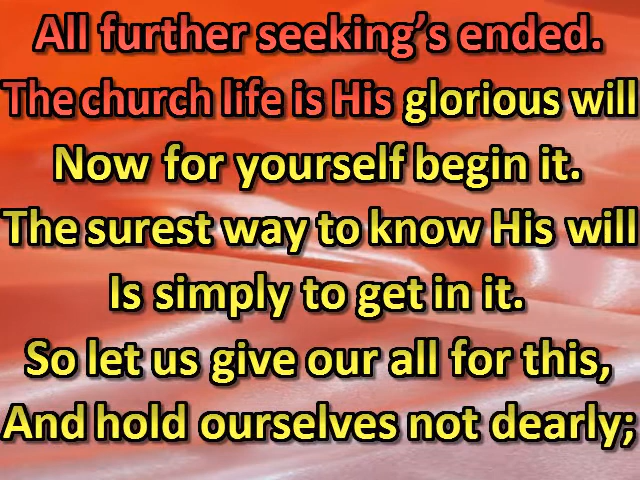 All further seeking’s ended.
The church life is His glorious will
Now for yourself begin it.
The surest way to know His will
Is simply to get in it.
So let us give our all for this,
And hold ourselves not dearly;